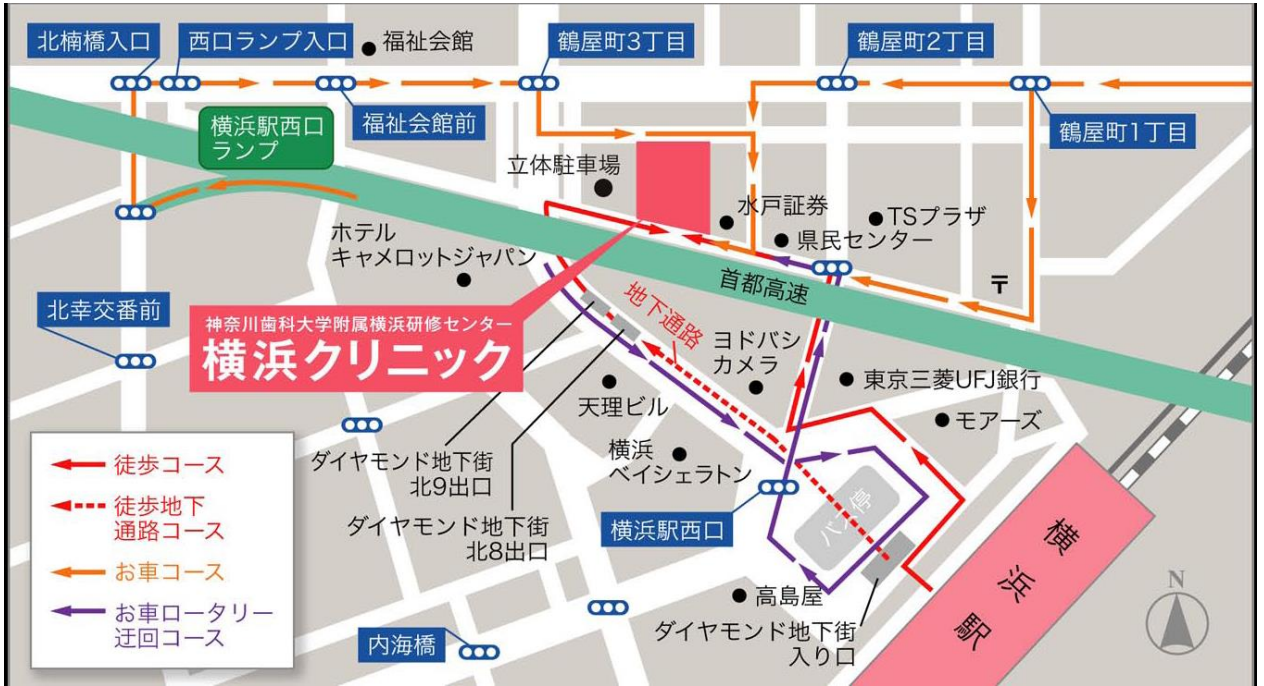 北楠橋入口
西口ランプ入口
福祉会館
鶴屋町3丁目
鶴屋町2丁目
福祉会館前
鶴屋町1丁目
横浜駅西口
ランプ
立体駐車場
水戸証券
TSプラザ
県民センター
ホテル
キャメロットジャパン
首都高速
〒
北幸交番前
神奈川歯科大学附属横浜研修センター
横浜クリニック
地下通路
ヨドバシ
カメラ
東京三菱UFJ銀行
天理ビル
モアーズ
横浜
ベイシェラトン
ダイヤモンド地下街
北9出口
ダイヤモンド地下街
北8出口
横浜駅西口
バス停
横浜駅
高島屋
ダイヤモンド地下街
入り口
内海橋
N
徒歩コース
徒歩地下
通路コース
お車コース
お車ロータリー
迂回コース